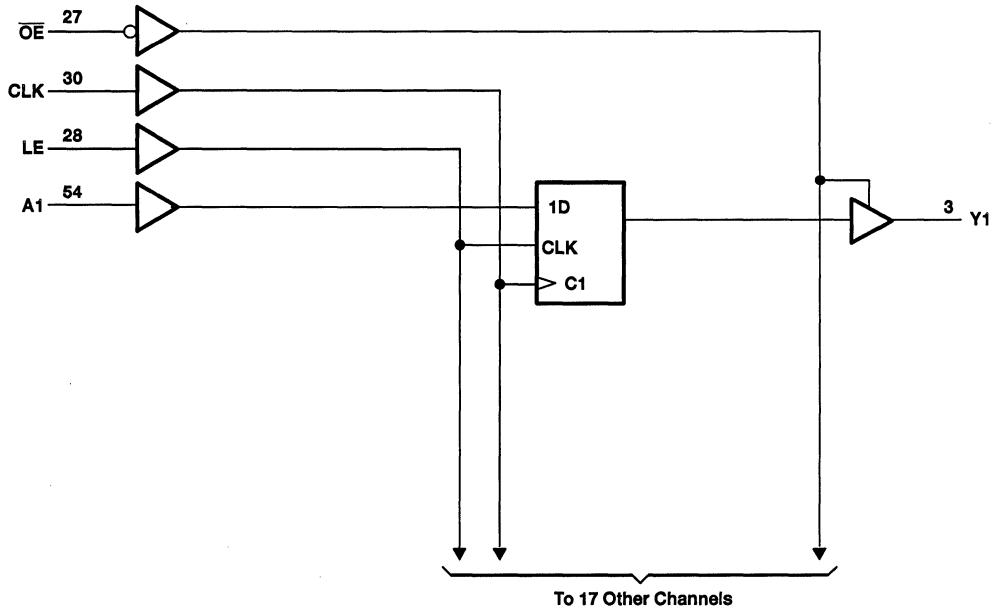 OE 27
CLK 30
LE 28
A1 54
1D
CLK
C1
3 Y1
To 17 Other Channels